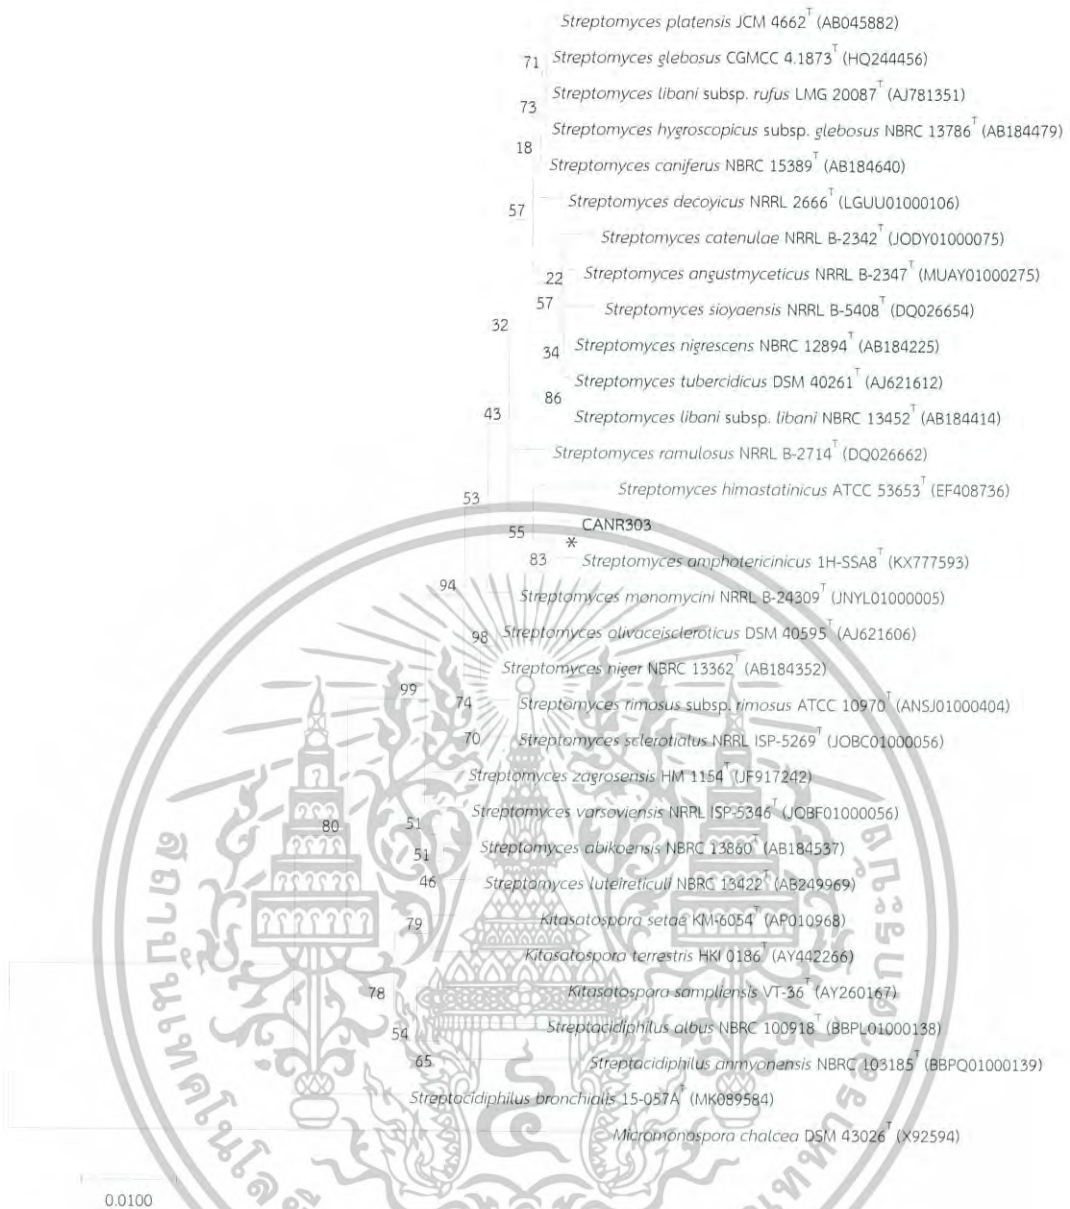 Streptomyces platensis JCM 4662ᵀ (AB045882)
71 Streptomyces glebosus CGMCC 4.1873ᵀ (HQ244456)
Streptomyces libani subsp. rufus LMG 20087ᵀ (AJ781351)
73
Streptomyces hygroscopicus subsp. glebosus NBRC 13786ᵀ (AB184479)
18
Streptomyces caniferus NBRC 15389ᵀ (AB184640)
Streptomyces decoyicus NRRL 2666ᵀ (LGUU01000106)
57
Streptomyces catenulae NRRL B-2342ᵀ (JODY01000075)
22 Streptomyces angustmyceticus NRRL B-2347ᵀ (MUAY01000275)
57
Streptomyces sioyaensis NRRL B-5408ᵀ (DQ026654)
32
34 Streptomyces nigrescens NBRC 12894ᵀ (AB184225)
Streptomyces tubercidicus DSM 40261ᵀ (AJ621612)
86
43 Streptomyces libani subsp. libani NBRC 13452ᵀ (AB184414)
Streptomyces ramulosus NRRL B-2714ᵀ (DQ026662)
Streptomyces himastatinicus ATCC 53653ᵀ (EF408736)
53
CANR303
55
*
83 Streptomyces amphotericinicus 1H-SSA8ᵀ (KX777593)
94
Streptomyces monomycini NRRL B-24309ᵀ (JNYL01000005)
98 Streptomyces olivaceiscleroticus DSM 40595ᵀ (AJ621606)
Streptomyces niger NBRC 13362ᵀ (AB184352)
99
74 Streptomyces rimosus subsp. rimosus ATCC 10970ᵀ (ANSJ01000404)
70 Streptomyces sclerotialus NRRL ISP-5269ᵀ (JOBC01000056)
Streptomyces zagrosensis HM 1154ᵀ (JF917242)
Streptomyces varsoviensis NRRL ISP-5346ᵀ (JOBF01000056)
80 51
Streptomyces abikoensis NBRC 13860ᵀ (AB184537)
51
46 Streptomyces luteireticuli NBRC 13422ᵀ (AB249969)
79 Kitasatospora setae KM-6054ᵀ (AP010968)
Kitasatospora terrestris HKI 0186ᵀ (AY442266)
78 Kitasatospora sampliensis VT-36ᵀ (AY260167)
54 Streptacidiphilus albus NBRC 100918ᵀ (BBPL01000138)
65 Streptacidiphilus anmyonensis NBRC 103185ᵀ (BBPQ01000139)
Streptacidiphilus bronchialis 15-057Aᵀ (MK089584)
Micromonospora chalcea DSM 43026ᵀ (X92594)
0.0100